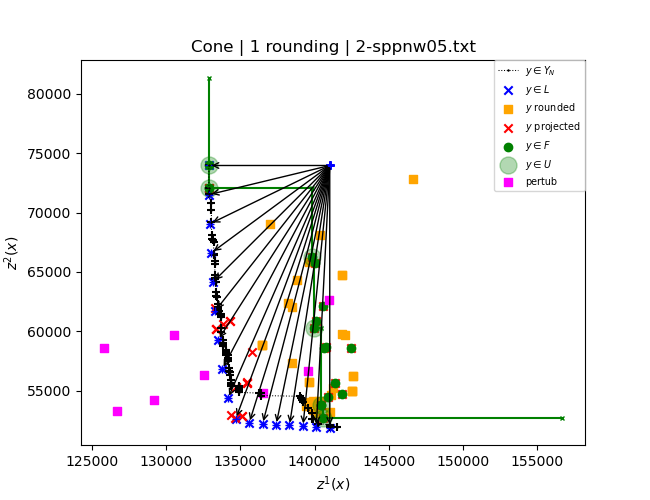 Cone | 1 rounding | 2-sppnw05.txt
y ∈ Y_N
y ∈ L
y rounded
y projected
y ∈ F
y ∈ U
pertub
z²(x)
80000
75000
70000
65000
60000
55000
125000 130000 135000 140000 145000 150000 155000
z¹(x)